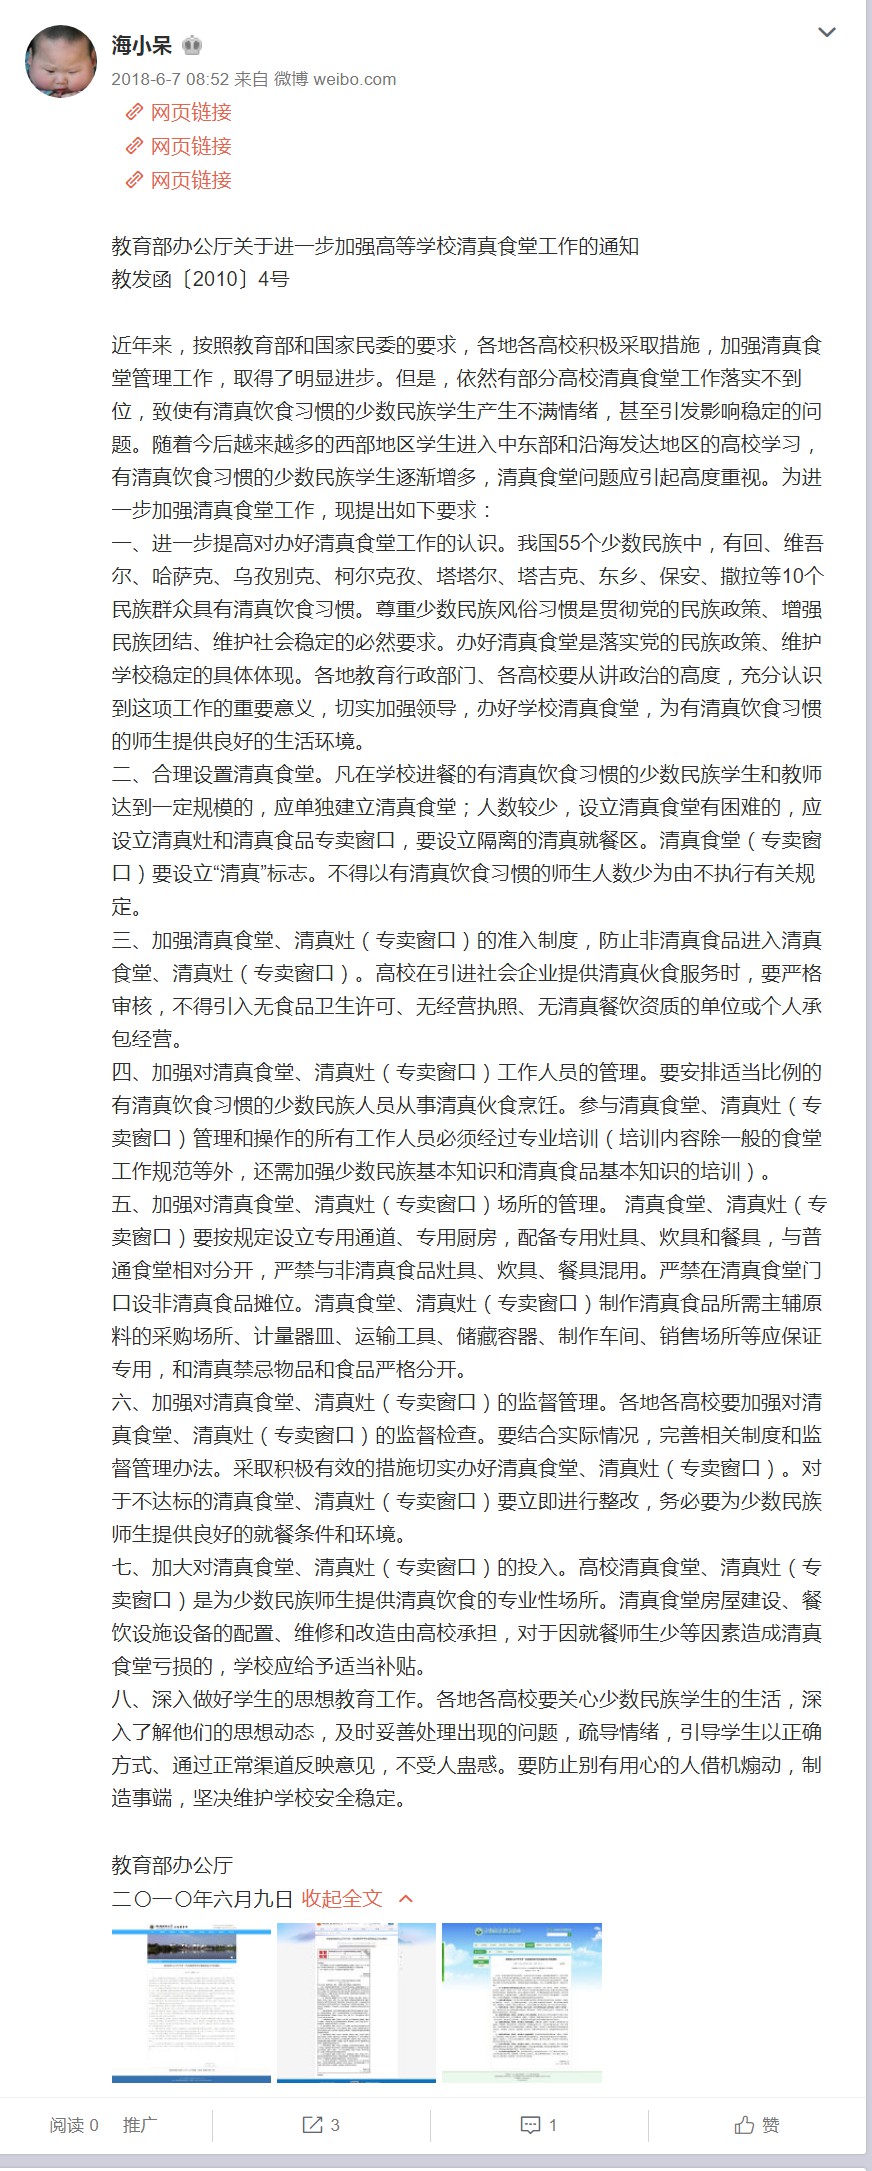 海小呆
2018-6-7 08:52 来自 微博 weibo.com
网页链接
网页链接
网页链接
教育部办公厅关于进一步加强高等学校清真食堂工作的通知
教发函〔2010〕4号
近年来，按照教育部和国家民委的要求，各地各高校积极采取措施，加强清真食
堂管理工作，取得了明显进步。但是，依然有部分高校清真食堂工作落实不到
位，致使有清真饮食习惯的少数民族学生产生不满情绪，甚至引发影响稳定的问
题。随着今后越来越多的西部地区学生进入中东部和沿海发达地区的高校学习，
有清真饮食习惯的少数民族学生逐渐增多，清真食堂问题应引起高度重视。为进
一步加强清真食堂工作，现提出如下要求：
一、进一步提高对办好清真食堂工作的认识。我国55个少数民族中，有回、维吾
尔、哈萨克、乌孜别克、柯尔克孜、塔塔尔、塔吉克、东乡、保安、撒拉等10个
民族群众具有清真饮食习惯。尊重少数民族风俗习惯是贯彻党的民族政策、增强
民族团结、维护社会稳定的必然要求。办好清真食堂是落实党的民族政策、维护
学校稳定的具体体现。各地教育行政部门、各高校要从讲政治的高度，充分认识
到这项工作的重要意义，切实加强领导，办好学校清真食堂，为有清真饮食习惯
的师生提供良好的生活环境。
二、合理设置清真食堂。凡在学校进餐的有清真饮食习惯的少数民族学生和教师
达到一定规模的，应单独建立清真食堂；人数较少，设立清真食堂有困难的，应
设立清真灶和清真食品专卖窗口，要设立隔离的清真就餐区。清真食堂（专卖窗
口）要设立“清真”标志。不得以有清真饮食习惯的师生人数少为由不执行有关规
定。
三、加强清真食堂、清真灶（专卖窗口）的准入制度，防止非清真食品进入清真
食堂、清真灶（专卖窗口）。高校在引进社会企业提供清真伙食服务时，要严格
审核，不得引入无食品卫生许可、无经营执照、无清真餐饮资质的单位或个人承
包经营。
四、加强对清真食堂、清真灶（专卖窗口）工作人员的管理。要安排适当比例的
有清真饮食习惯的少数民族人员从事清真伙食烹饪。参与清真食堂、清真灶（专
卖窗口）管理和操作的所有工作人员必须经过专业培训（培训内容除一般的食堂
工作规范等外，还需加强少数民族基本知识和清真食品基本知识的培训）。
五、加强对清真食堂、清真灶（专卖窗口）场所的管理。 清真食堂、清真灶（专
卖窗口）要按规定设立专用通道、专用厨房，配备专用灶具、炊具和餐具，与普
通食堂相对分开，严禁与非清真食品灶具、炊具、餐具混用。严禁在清真食堂门
口设非清真食品摊位。清真食堂、清真灶（专卖窗口）制作清真食品所需主辅原
料的采购场所、计量器皿、运输工具、储藏容器、制作车间、销售场所等应保证
专用，和清真禁忌物品和食品严格分开。
六、加强对清真食堂、清真灶（专卖窗口）的监督管理。各地各高校要加强对清
真食堂、清真灶（专卖窗口）的监督检查。要结合实际情况，完善相关制度和监
督管理办法。采取积极有效的措施切实办好清真食堂、清真灶（专卖窗口）。对
于不达标的清真食堂、清真灶（专卖窗口）要立即进行整改，务必要为少数民族
师生提供良好的就餐条件和环境。
七、加大对清真食堂、清真灶（专卖窗口）的投入。高校清真食堂、清真灶（专
卖窗口）是为少数民族师生提供清真饮食的专业性场所。清真食堂房屋建设、餐
饮设施设备的配置、维修和改造由高校承担，对于因就餐师生少等因素造成清真
食堂亏损的，学校应给予适当补贴。
八、深入做好学生的思想教育工作。各地各高校要关心少数民族学生的生活，深
入了解他们的思想动态，及时妥善处理出现的问题，疏导情绪，引导学生以正确
方式、通过正常渠道反映意见，不受人蛊惑。要防止别有用心的人借机煽动，制
造事端，坚决维护学校安全稳定。
教育部办公厅
二〇一〇年六月九日 收起全文
阅读 0 推广 3 1 赞